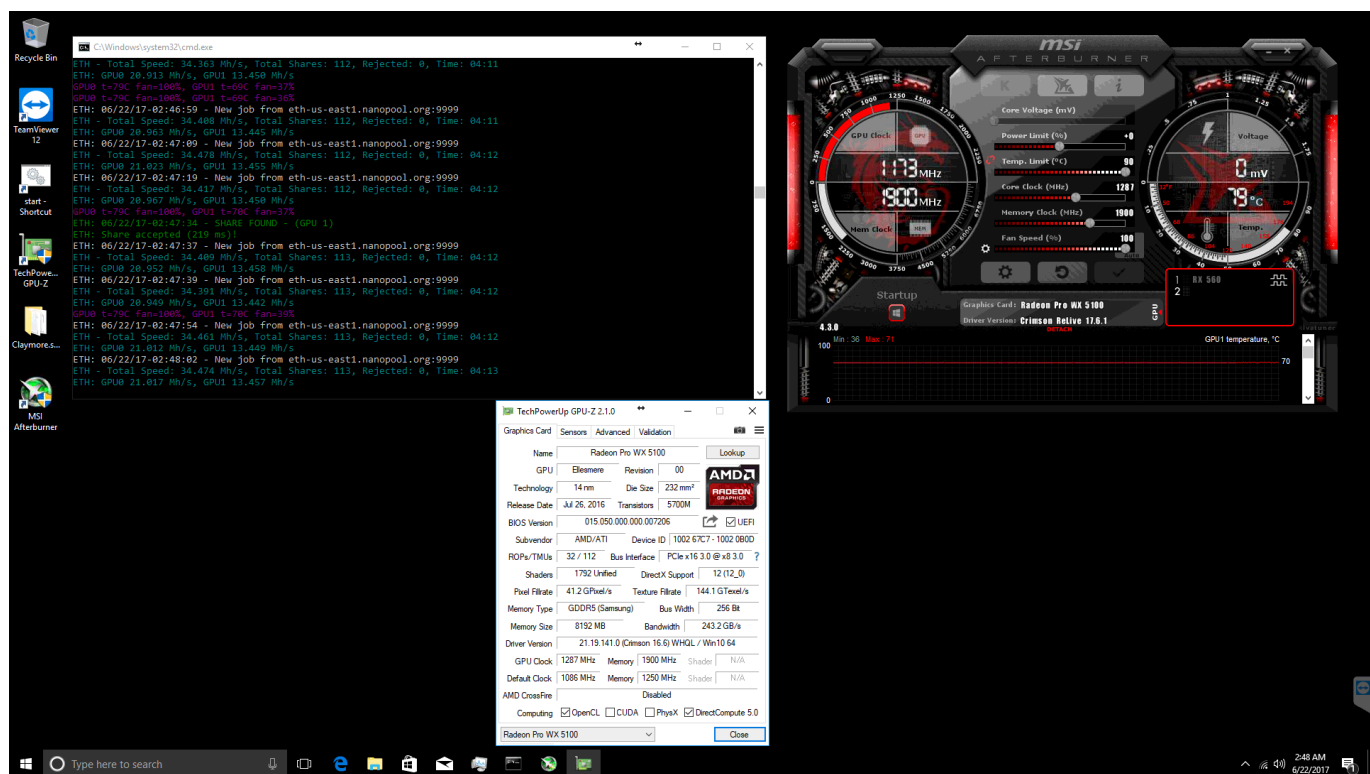 Recycle Bin
TeamViewer
12
start -
Shortcut
TechPowe...
GPU-Z
Claymore.s...
MSI
Afterburner
C:\Windows\system32\cmd.exe
ETH - Total Speed: 34.363 Mh/s, Total Shares: 112, Rejected: 0, Time: 04:11
ETH: GPU0 20.913 Mh/s, GPU1 13.450 Mh/s
GPU0 t=79C fan=100%, GPU1 t=69C fan=37%
GPU0 t=79C fan=100%, GPU1 t=69C fan=36%
ETH: 06/22/17-02:46:59 - New job from eth-us-east1.nanopool.org:9999
ETH - Total Speed: 34.408 Mh/s, Total Shares: 112, Rejected: 0, Time: 04:11
ETH: GPU0 20.963 Mh/s, GPU1 13.445 Mh/s
ETH: 06/22/17-02:47:09 - New job from eth-us-east1.nanopool.org:9999
ETH - Total Speed: 34.478 Mh/s, Total Shares: 112, Rejected: 0, Time: 04:12
ETH: GPU0 21.023 Mh/s, GPU1 13.455 Mh/s
ETH: 06/22/17-02:47:19 - New job from eth-us-east1.nanopool.org:9999
ETH - Total Speed: 34.417 Mh/s, Total Shares: 112, Rejected: 0, Time: 04:12
ETH: GPU0 20.967 Mh/s, GPU1 13.450 Mh/s
GPU0 t=79C fan=100%, GPU1 t=70C fan=37%
ETH: 06/22/17-02:47:34 - SHARE FOUND - (GPU 1)
ETH: Share accepted (219 ms)!
ETH: 06/22/17-02:47:37 - New job from eth-us-east1.nanopool.org:9999
ETH - Total Speed: 34.409 Mh/s, Total Shares: 113, Rejected: 0, Time: 04:12
ETH: GPU0 20.952 Mh/s, GPU1 13.458 Mh/s
ETH: 06/22/17-02:47:39 - New job from eth-us-east1.nanopool.org:9999
ETH - Total Speed: 34.391 Mh/s, Total Shares: 113, Rejected: 0, Time: 04:12
ETH: GPU0 20.949 Mh/s, GPU1 13.442 Mh/s
GPU0 t=79C fan=100%, GPU1 t=70C fan=39%
ETH: 06/22/17-02:47:54 - New job from eth-us-east1.nanopool.org:9999
ETH - Total Speed: 34.461 Mh/s, Total Shares: 113, Rejected: 0, Time: 04:12
ETH: GPU0 21.012 Mh/s, GPU1 13.449 Mh/s
ETH: 06/22/17-02:48:02 - New job from eth-us-east1.nanopool.org:9999
ETH - Total Speed: 34.474 Mh/s, Total Shares: 113, Rejected: 0, Time: 04:13
ETH: GPU0 21.017 Mh/s, GPU1 13.457 Mh/s
msi
AFTERBURNER
K i
GPU Clock GPU
1173 MHz
1900 MHz
Mem Clock MEM
Core Voltage (mV)
Power Limit (%) +0
Temp. Limit (°C) 90
Core Clock (MHz) 1287
Memory Clock (MHz) 1900
Fan Speed (%) 100
Voltage
0 mV
79 °C
Temp.
Startup
Graphics Card: Radeon Pro WX 5100
Driver Version: Crimson ReLive 17.6.1
DETACH
GPU
1 RX 560
2
4.3.0
Min : 36 Max : 71 GPU1 temperature, °C
100
70
0
TechPowerUp GPU-Z 2.1.0
Graphics Card Sensors Advanced Validation
Name Radeon Pro WX 5100 Lookup
GPU Ellesmere Revision 00
AMD
RADEON
GRAPHICS
Technology 14 nm Die Size 232 mm²
Release Date Jul 26, 2016 Transistors 5700M
BIOS Version 015.050.000.000.007206 UEFI
Subvendor AMD/ATI Device ID 1002 67C7 - 1002 0B0D
ROPs/TMUs 32 / 112 Bus Interface PCIe x16 3.0 @ x8 3.0 ?
Shaders 1792 Unified DirectX Support 12 (12_0)
Pixel Fillrate 41.2 GPixel/s Texture Fillrate 144.1 GTexel/s
Memory Type GDDR5 (Samsung) Bus Width 256 Bit
Memory Size 8192 MB Bandwidth 243.2 GB/s
Driver Version 21.19.141.0 (Crimson 16.6) WHQL / Win10 64
GPU Clock 1287 MHz Memory 1900 MHz Shader N/A
Default Clock 1086 MHz Memory 1250 MHz Shader N/A
AMD CrossFire Disabled
Computing OpenCL CUDA PhysX DirectCompute 5.0
Radeon Pro WX 5100 Close
Type here to search
2:48 AM
6/22/2017